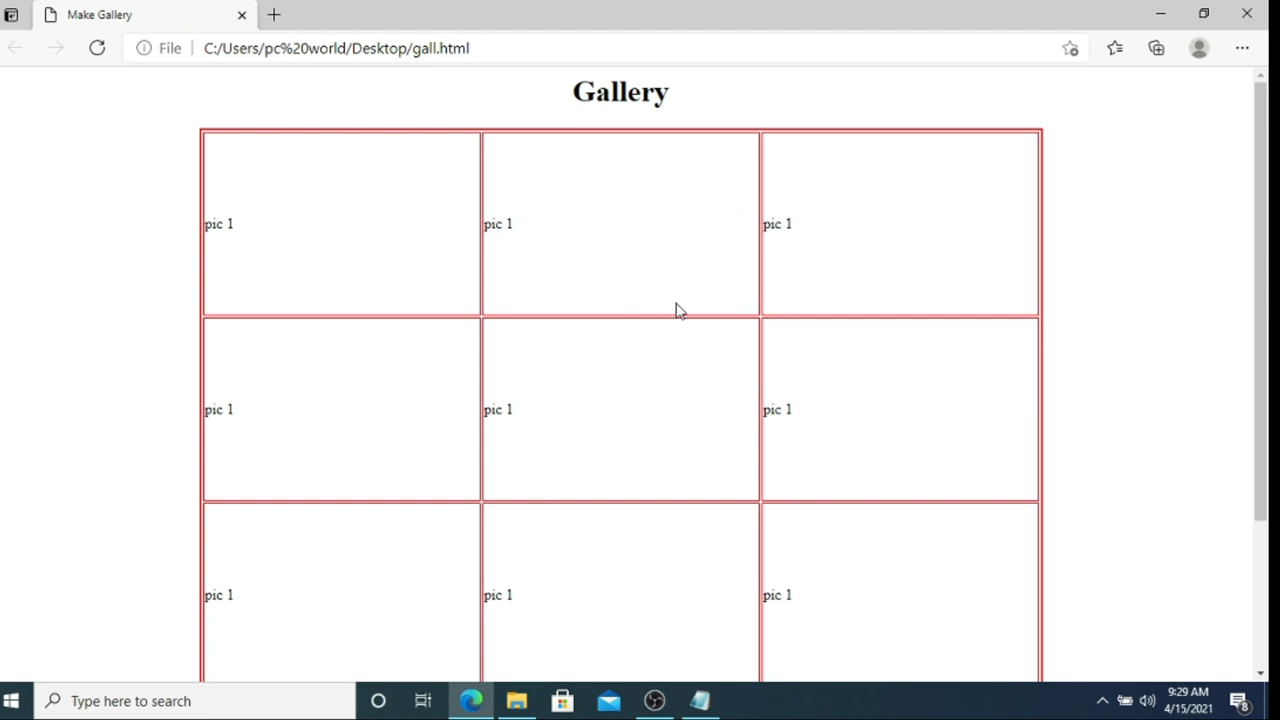 Make Gallery
File C:/Users/pc%20world/Desktop/gall.html
Gallery
pic 1 pic 1 pic 1
pic 1 pic 1 pic 1
pic 1 pic 1 pic 1
Type here to search
9:29 AM
4/15/2021
8